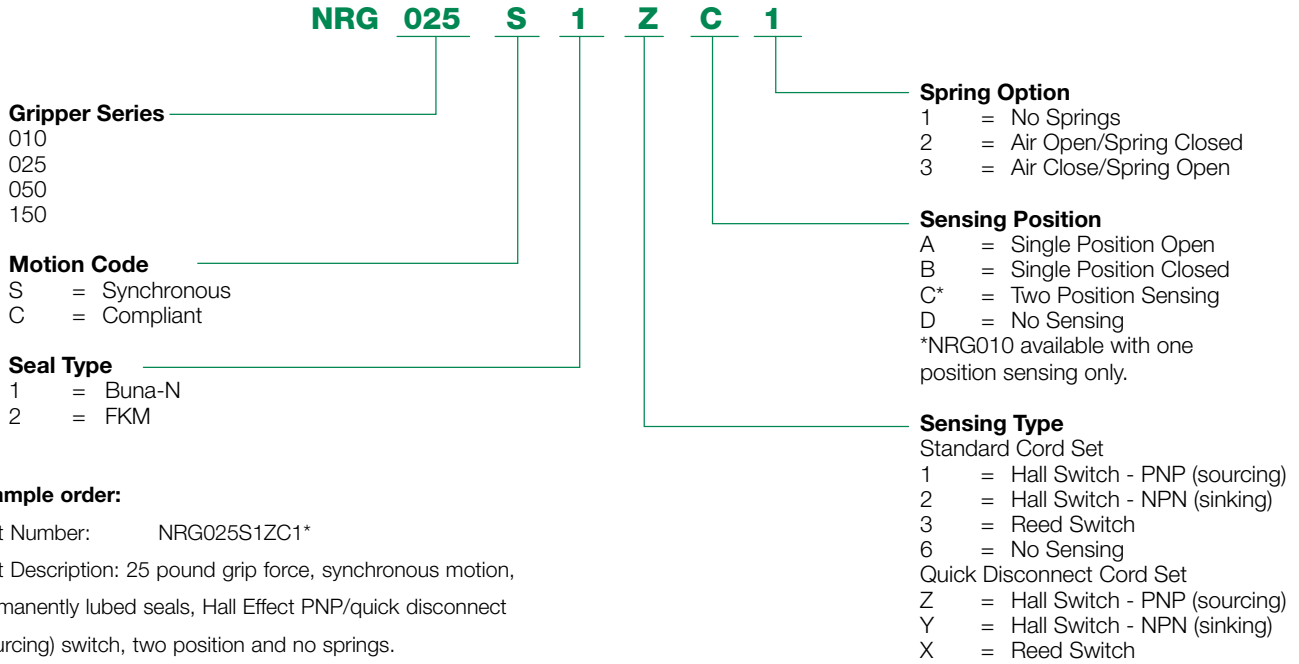 NRG 025 S 1 Z C 1
Gripper Series
010
025
050
150
Motion Code
S = Synchronous
C = Compliant
Seal Type
1 = Buna-N
2 = FKM
order:
Number: NRG025S1ZC1*
Description: 25 pound grip force, synchronous motion,
lubed seals, Hall Effect PNP/quick disconnect
switch, two position and no springs.
Spring Option
1 = No Springs
2 = Air Open/Spring Closed
3 = Air Close/Spring Open
Sensing Position
A = Single Position Open
B = Single Position Closed
C* = Two Position Sensing
D = No Sensing
*NRG010 available with one
position sensing only.
Sensing Type
Standard Cord Set
1 = Hall Switch - PNP (sourcing)
2 = Hall Switch - NPN (sinking)
3 = Reed Switch
6 = No Sensing
Quick Disconnect Cord Set
Z = Hall Switch - PNP (sourcing)
Y = Hall Switch - NPN (sinking)
X = Reed Switch